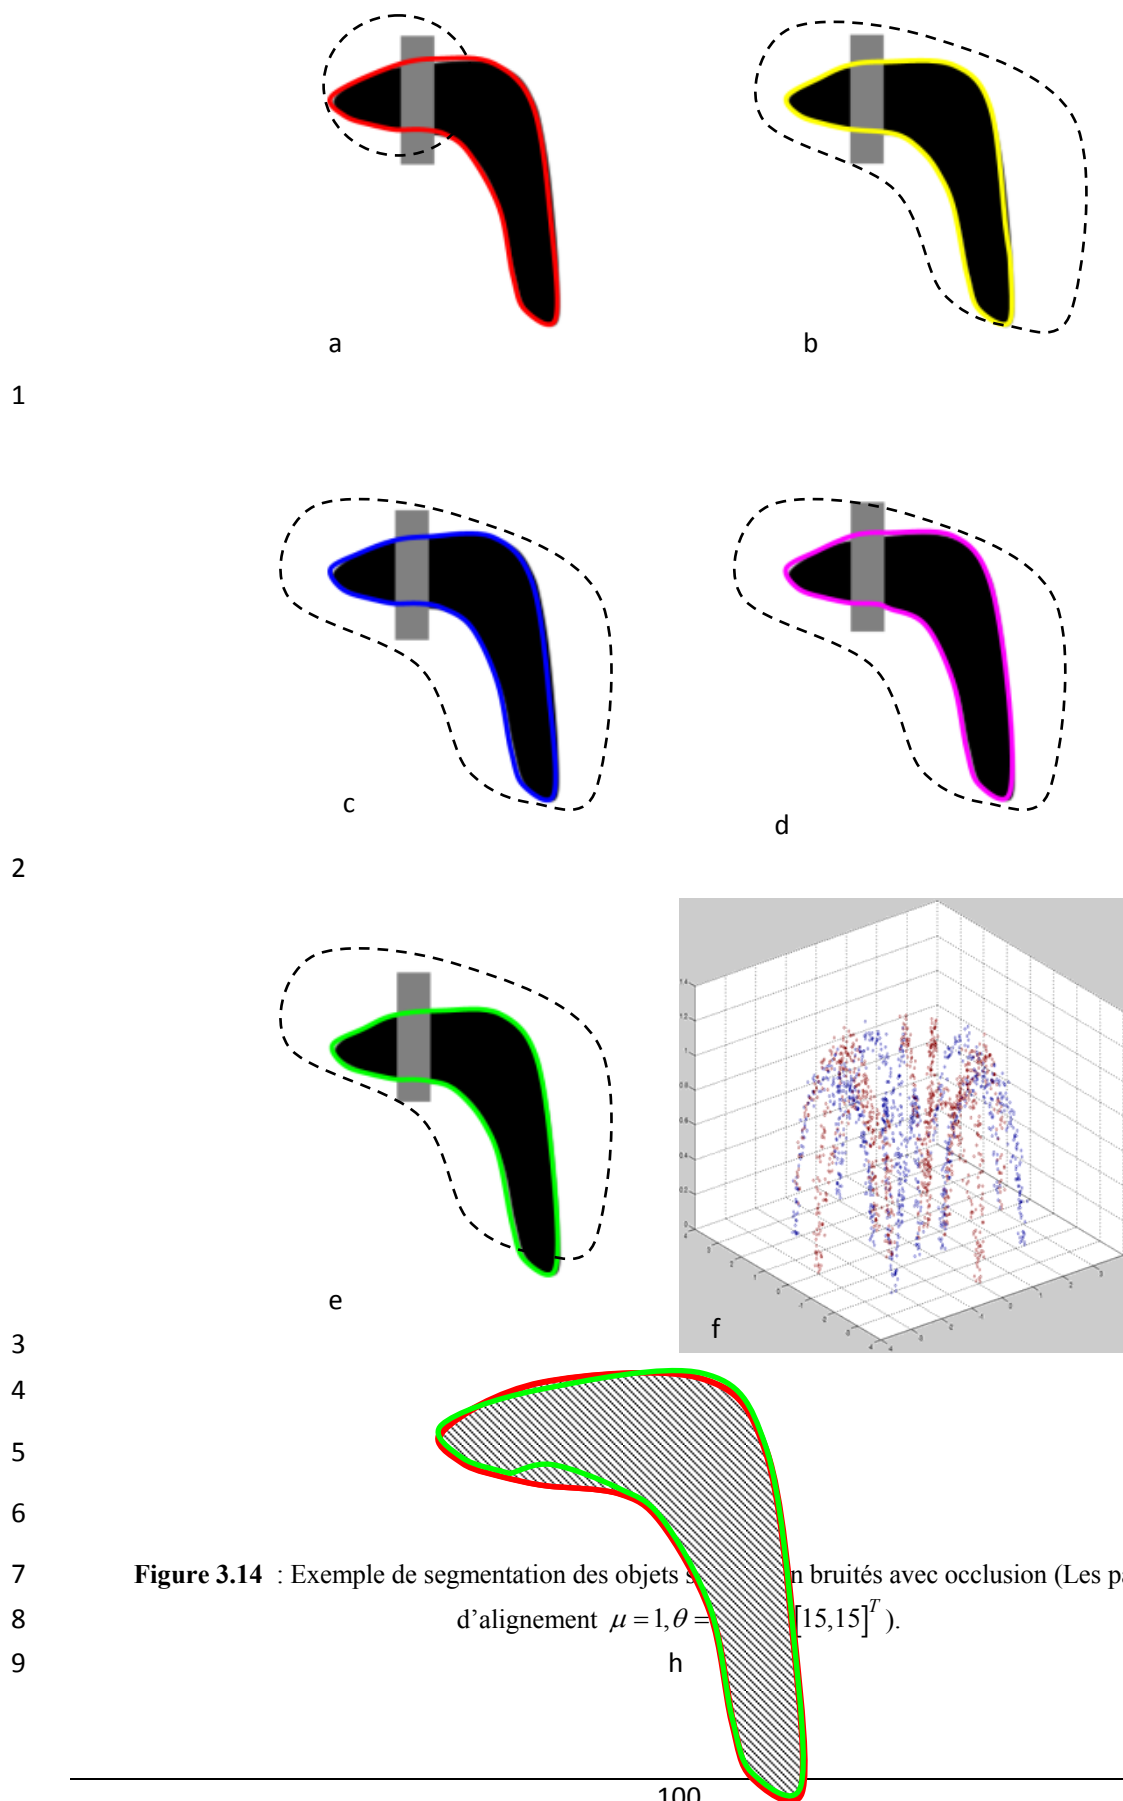 a
b
1
c
d
2
e
f
3
4
5
6
7 Figure 3.14 : Exemple de segmentation des objets bruités avec occlusion (Les
8 d'alignement μ = 1, θ = [15,15]^T ).
9 h
100